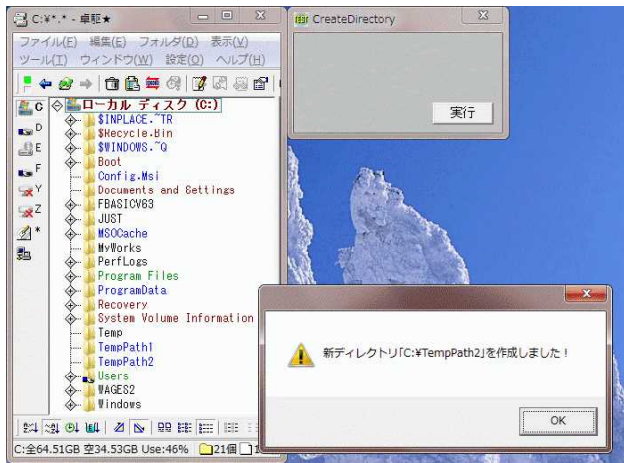 C:¥*.* - 卓駆★
ファイル(F) 編集(E) フォルダ(D) 表示(V)
ツール(T) ウィンドウ(W) 設定(O) ヘルプ(H)
C
D
E
F
Y
Z
*
ローカル ディスク (C:)
$INPLACE.~TR
$Recycle.Bin
$WINDOWS.~Q
Boot
Config.Msi
Documents and Settings
FBASICV63
JUST
MSOCache
MyWorks
PerfLogs
Program Files
ProgramData
Recovery
System Volume Information
Temp
TempPath1
TempPath2
Users
WAGES2
Windows
C:全64.51GB 空34.53GB Use:46% 21個
CreateDirectory
実行
新ディレクトリ「C:¥TempPath2」を作成しました！
OK